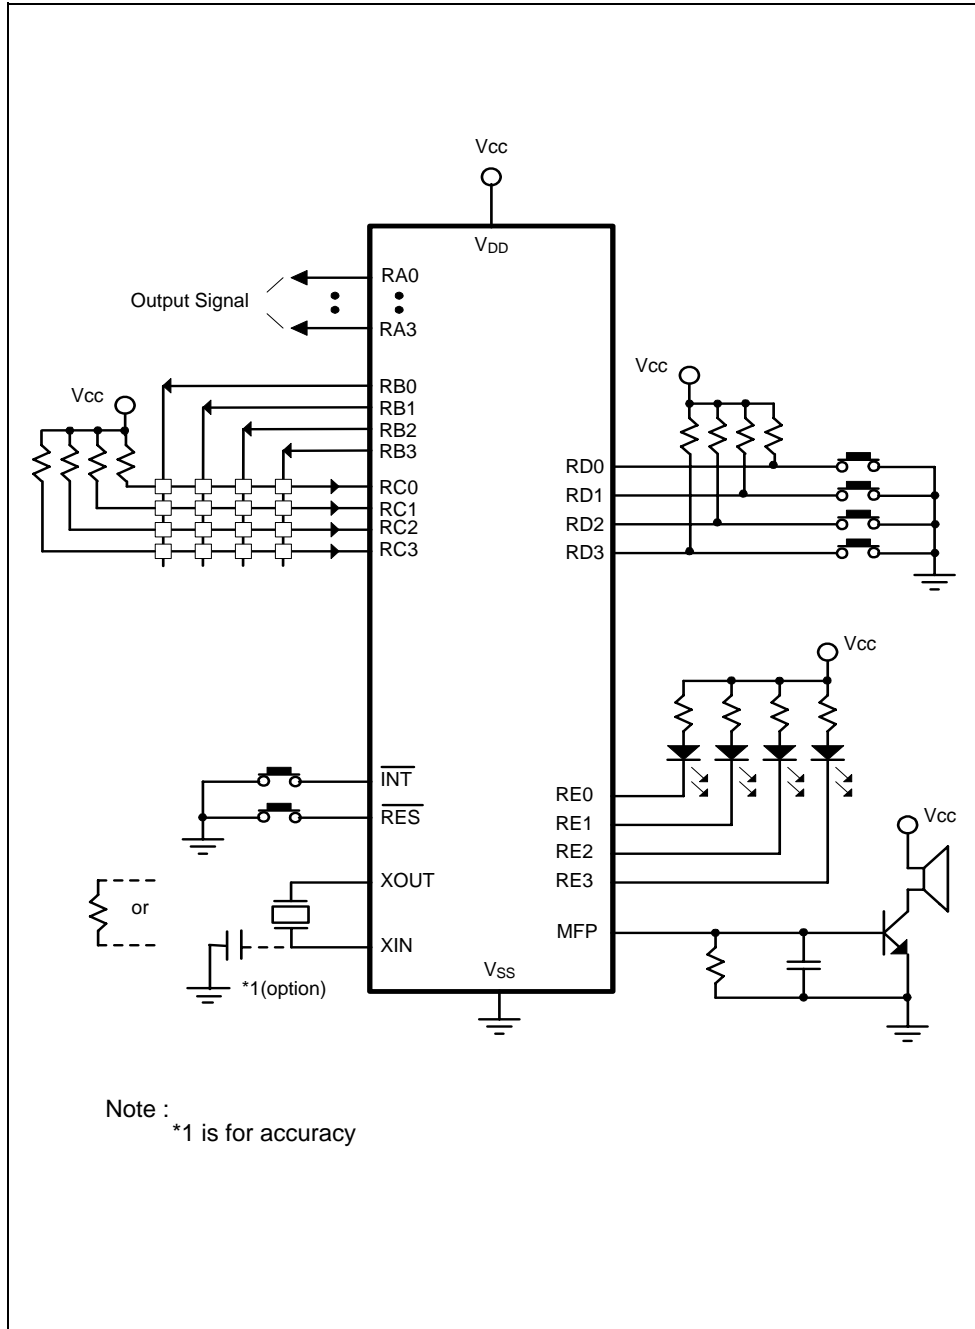 Vcc
VDD
Output Signal
RA0
RA3
Vcc
RB0
RB1
RB2
RB3
RC0
RC1
RC2
RC3
Vcc
RD0
RD1
RD2
RD3
Vcc
INT
RES
RE0
RE1
RE2
RE3
Vcc
or
XOUT
XIN
MFP
*1(option)
VSS
Note :
*1 is for accuracy